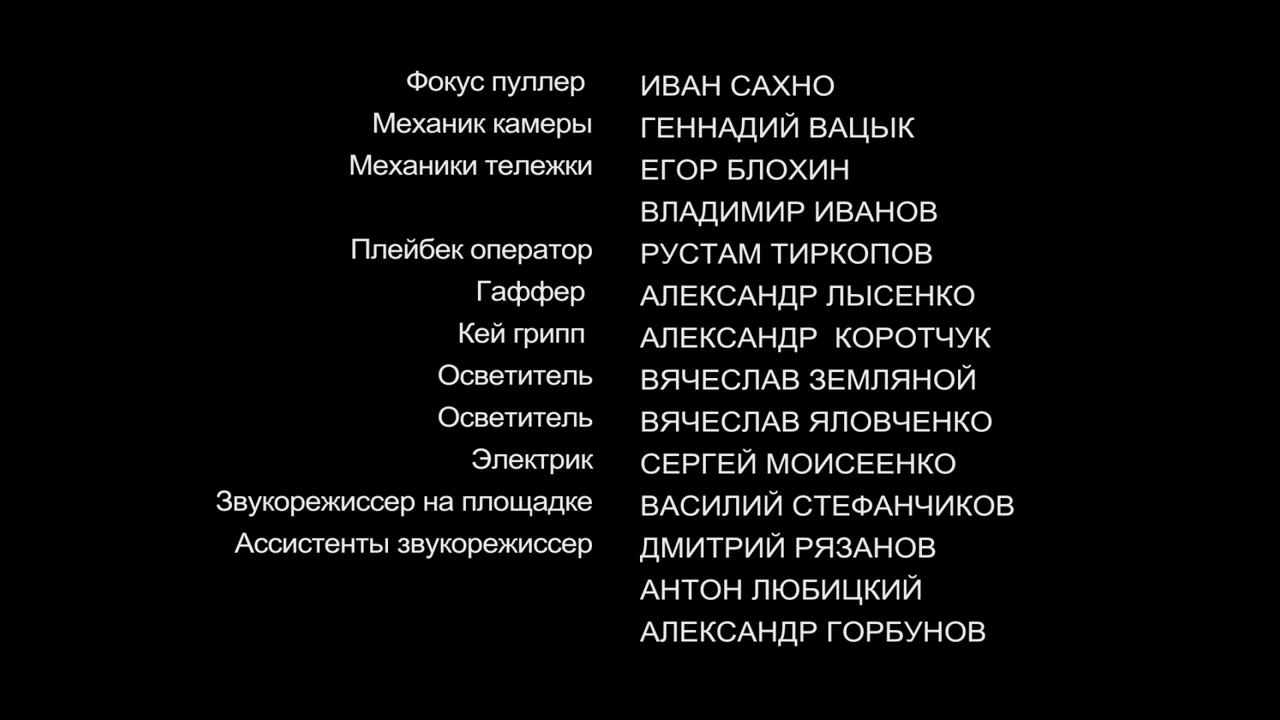 Фокус пуллер ИВАН САХНО
Механик камеры ГЕННАДИЙ ВАЦЫК
Механики тележки ЕГОР БЛОХИН
ВЛАДИМИР ИВАНОВ
Плейбек оператор РУСТАМ ТИРКОПОВ
Гаффер АЛЕКСАНДР ЛЫСЕНКО
Кей грипп АЛЕКСАНДР КОРОТЧУК
Осветитель ВЯЧЕСЛАВ ЗЕМЛЯНОЙ
Осветитель ВЯЧЕСЛАВ ЯЛОВЧЕНКО
Электрик СЕРГЕЙ МОИСЕЕНКО
Звукорежиссер на площадке ВАСИЛИЙ СТЕФАНЧИКОВ
Ассистенты звукорежиссер ДМИТРИЙ РЯЗАНОВ
АНТОН ЛЮБИЦКИЙ
АЛЕКСАНДР ГОРБУНОВ